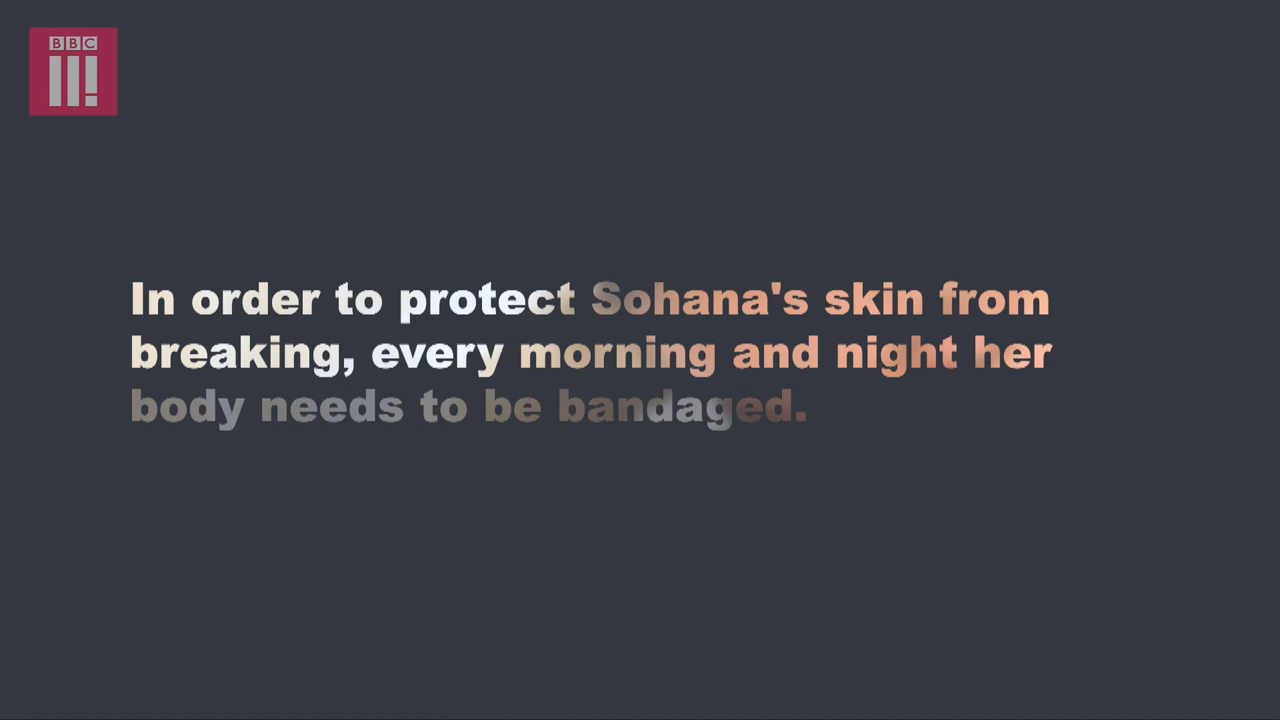 BBC
In order to protect Sohana's skin from
breaking, every morning and night her
body needs to be bandaged.